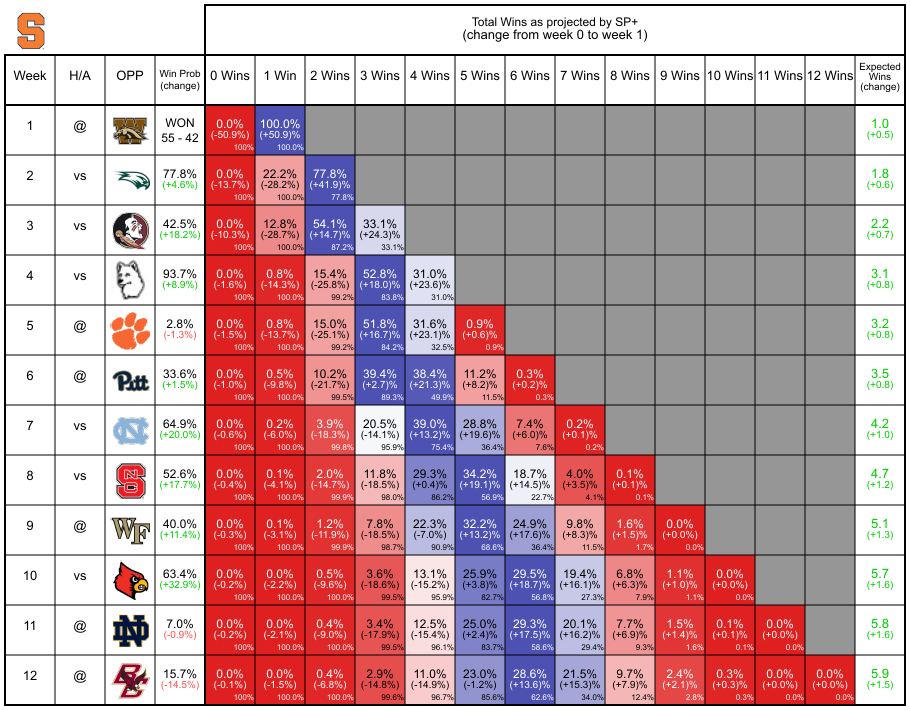 Total Wins as projected by SP+
(change from week 0 to week 1)
Week H/A OPP Win Prob (change) 0 Wins 1 Win 2 Wins 3 Wins 4 Wins 5 Wins 6 Wins 7 Wins 8 Wins 9 Wins 10 Wins 11 Wins 12 Wins Expected Wins (change)
1 @ W WON 0.0% 100.0% 1.0
55 - 42 (-50.9%) (+50.9)% (+0.5)
100% 100.0%
2 vs 77.8% 0.0% 22.2% 77.8% 1.8
(+4.6%) (-13.7%) (-28.2%) (+41.9)% (+0.6)
100% 100.0% 77.8%
3 vs 42.5% 0.0% 12.8% 54.1% 33.1% 2.2
(+18.2%) (-10.3%) (-28.7%) (+14.7)% (+24.3)% (+0.7)
100% 100.0% 87.2% 33.1%
4 vs 93.7% 0.0% 0.8% 15.4% 52.8% 31.0% 3.1
(+8.9%) (-1.6%) (-14.3%) (-25.8%) (+18.0)% (+23.6)% (+0.8)
100% 100.0% 99.2% 83.8% 31.0%
5 @ 2.8% 0.0% 0.8% 15.0% 51.8% 31.6% 0.9% 3.2
(-1.3%) (-1.5%) (-13.7%) (-25.1%) (+16.7)% (+23.1)% (+0.6)% (+0.8)
100% 100.0% 99.2% 84.2% 32.5% 0.9%
6 @ Pitt 33.6% 0.0% 0.5% 10.2% 39.4% 38.4% 11.2% 0.3% 3.5
(+1.5%) (-1.0%) (-9.8%) (-21.7%) (+2.7)% (+21.3)% (+8.2)% (+0.2)% (+0.8)
100% 100.0% 99.5% 89.3% 49.9% 11.5% 0.3%
7 vs NC 64.9% 0.0% 0.2% 3.9% 20.5% 39.0% 28.8% 7.4% 0.2% 4.2
(+20.0%) (-0.6%) (-6.0%) (-18.3%) (-14.1%) (+13.2)% (+19.6)% (+6.0)% (+0.1)% (+1.0)
100% 100.0% 99.8% 95.9% 75.4% 36.4% 7.6% 0.2%
8 vs S 52.6% 0.0% 0.1% 2.0% 11.8% 29.3% 34.2% 18.7% 4.0% 0.1% 4.7
(+17.7%) (-0.4%) (-4.1%) (-14.7%) (-18.5%) (+0.4)% (+19.1)% (+14.5)% (+3.5)% (+0.1)% (+1.2)
100% 100.0% 99.9% 98.0% 86.2% 56.9% 22.7% 4.1% 0.1%
9 @ WF 40.0% 0.0% 0.1% 1.2% 7.8% 22.3% 32.2% 24.9% 9.8% 1.6% 0.0% 5.1
(+11.4%) (-0.3%) (-3.1%) (-11.9%) (-18.5%) (-7.0%) (+13.2)% (+17.6)% (+8.3)% (+1.5)% (+0.0)% (+1.3)
100% 100.0% 99.9% 98.7% 90.9% 68.6% 36.4% 11.5% 1.7% 0.0%
10 vs 63.4% 0.0% 0.0% 0.5% 3.6% 13.1% 25.9% 29.5% 19.4% 6.8% 1.1% 0.0% 5.7
(+32.9%) (-0.2%) (-2.2%) (-9.6%) (-18.6%) (-15.2%) (+3.8)% (+18.7)% (+16.1)% (+6.3)% (+1.0)% (+0.0)% (+1.6)
100% 100.0% 100.0% 99.5% 95.9% 82.7% 56.8% 27.3% 7.9% 1.1% 0.0%
11 @ ND 7.0% 0.0% 0.0% 0.4% 3.4% 12.5% 25.0% 29.3% 20.1% 7.7% 1.5% 0.1% 0.0% 5.8
(-0.9%) (-0.2%) (-2.1%) (-9.0%) (-17.9%) (-15.4%) (+2.4)% (+17.5)% (+16.2)% (+6.9)% (+1.4)% (+0.1)% (+0.0)% (+1.6)
100% 100.0% 100.0% 99.5% 96.1% 83.7% 58.6% 29.4% 9.3% 1.6% 0.1% 0.0%
12 @ BC 15.7% 0.0% 0.0% 0.4% 2.9% 11.0% 23.0% 28.6% 21.5% 9.7% 2.4% 0.3% 0.0% 0.0% 5.9
(-14.5%) (-0.1%) (-1.5%) (-6.8%) (-14.8%) (-14.9%) (-1.2%) (+13.6)% (+15.3)% (+7.9)% (+2.1)% (+0.3)% (+0.0)% (+0.0)% (+1.5)
100% 100.0% 100.0% 99.6% 96.7% 85.6% 62.6% 34.0% 12.4% 2.8% 0.3% 0.0% 0.0%